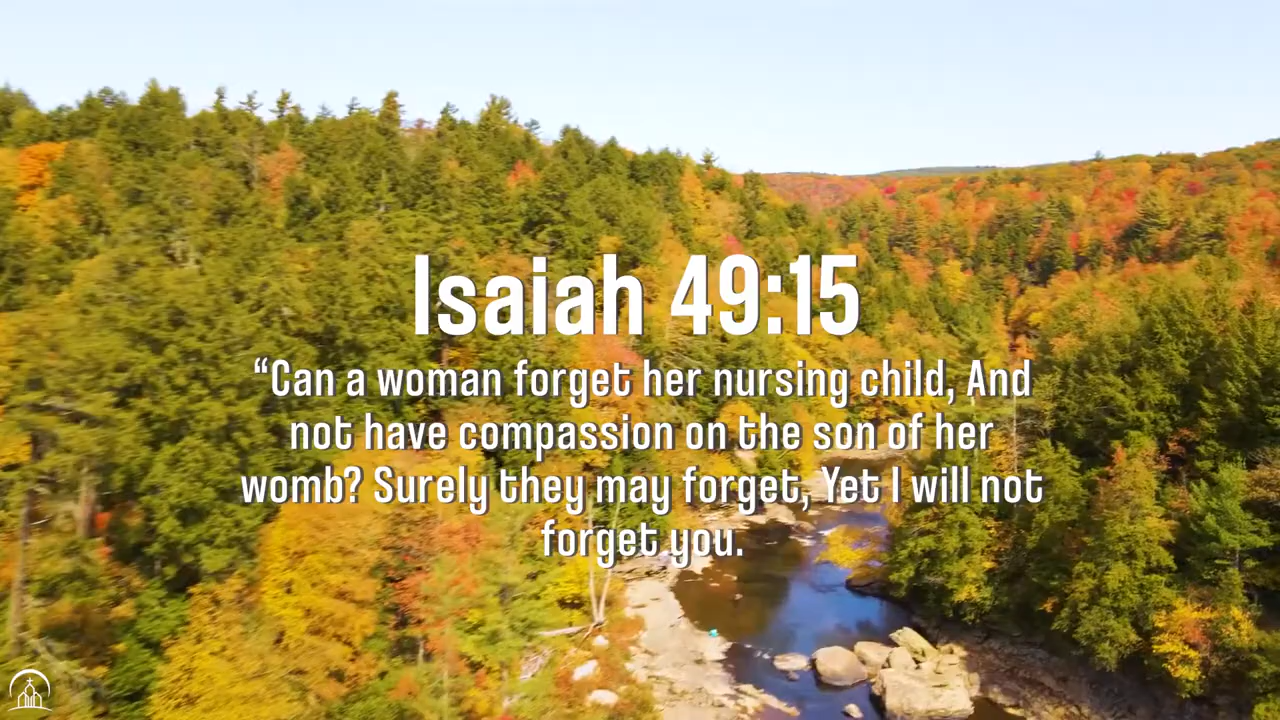 Isaiah 49:15
“Can a woman forget her nursing child, And
not have compassion on the son of her
womb? Surely they may forget, Yet I will not
forget you.